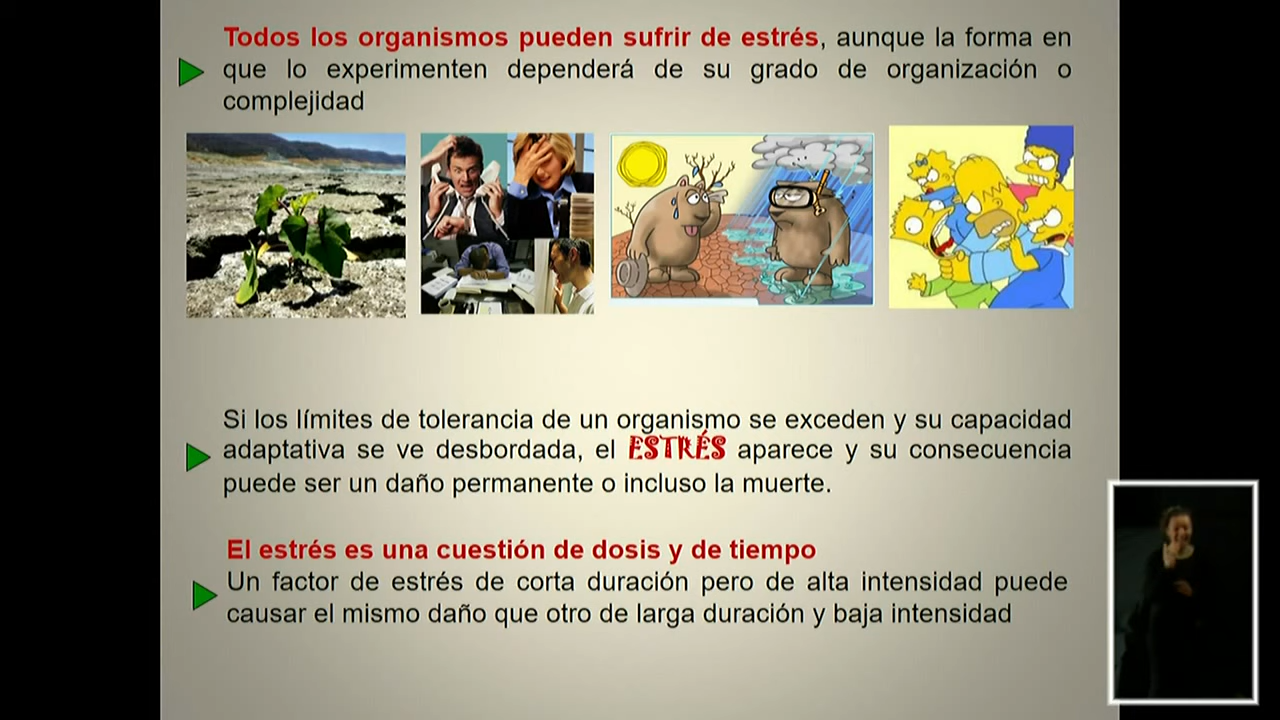 Todos los organismos pueden sufrir de estrés, aunque la forma en
que lo experimenten dependerá de su grado de organización o
complejidad
Si los límites de tolerancia de un organismo se exceden y su capacidad
adaptativa se ve desbordada, el ESTRÉS aparece y su consecuencia
puede ser un daño permanente o incluso la muerte.
El estrés es una cuestión de dosis y de tiempo
Un factor de estrés de corta duración pero de alta intensidad puede
causar el mismo daño que otro de larga duración y baja intensidad